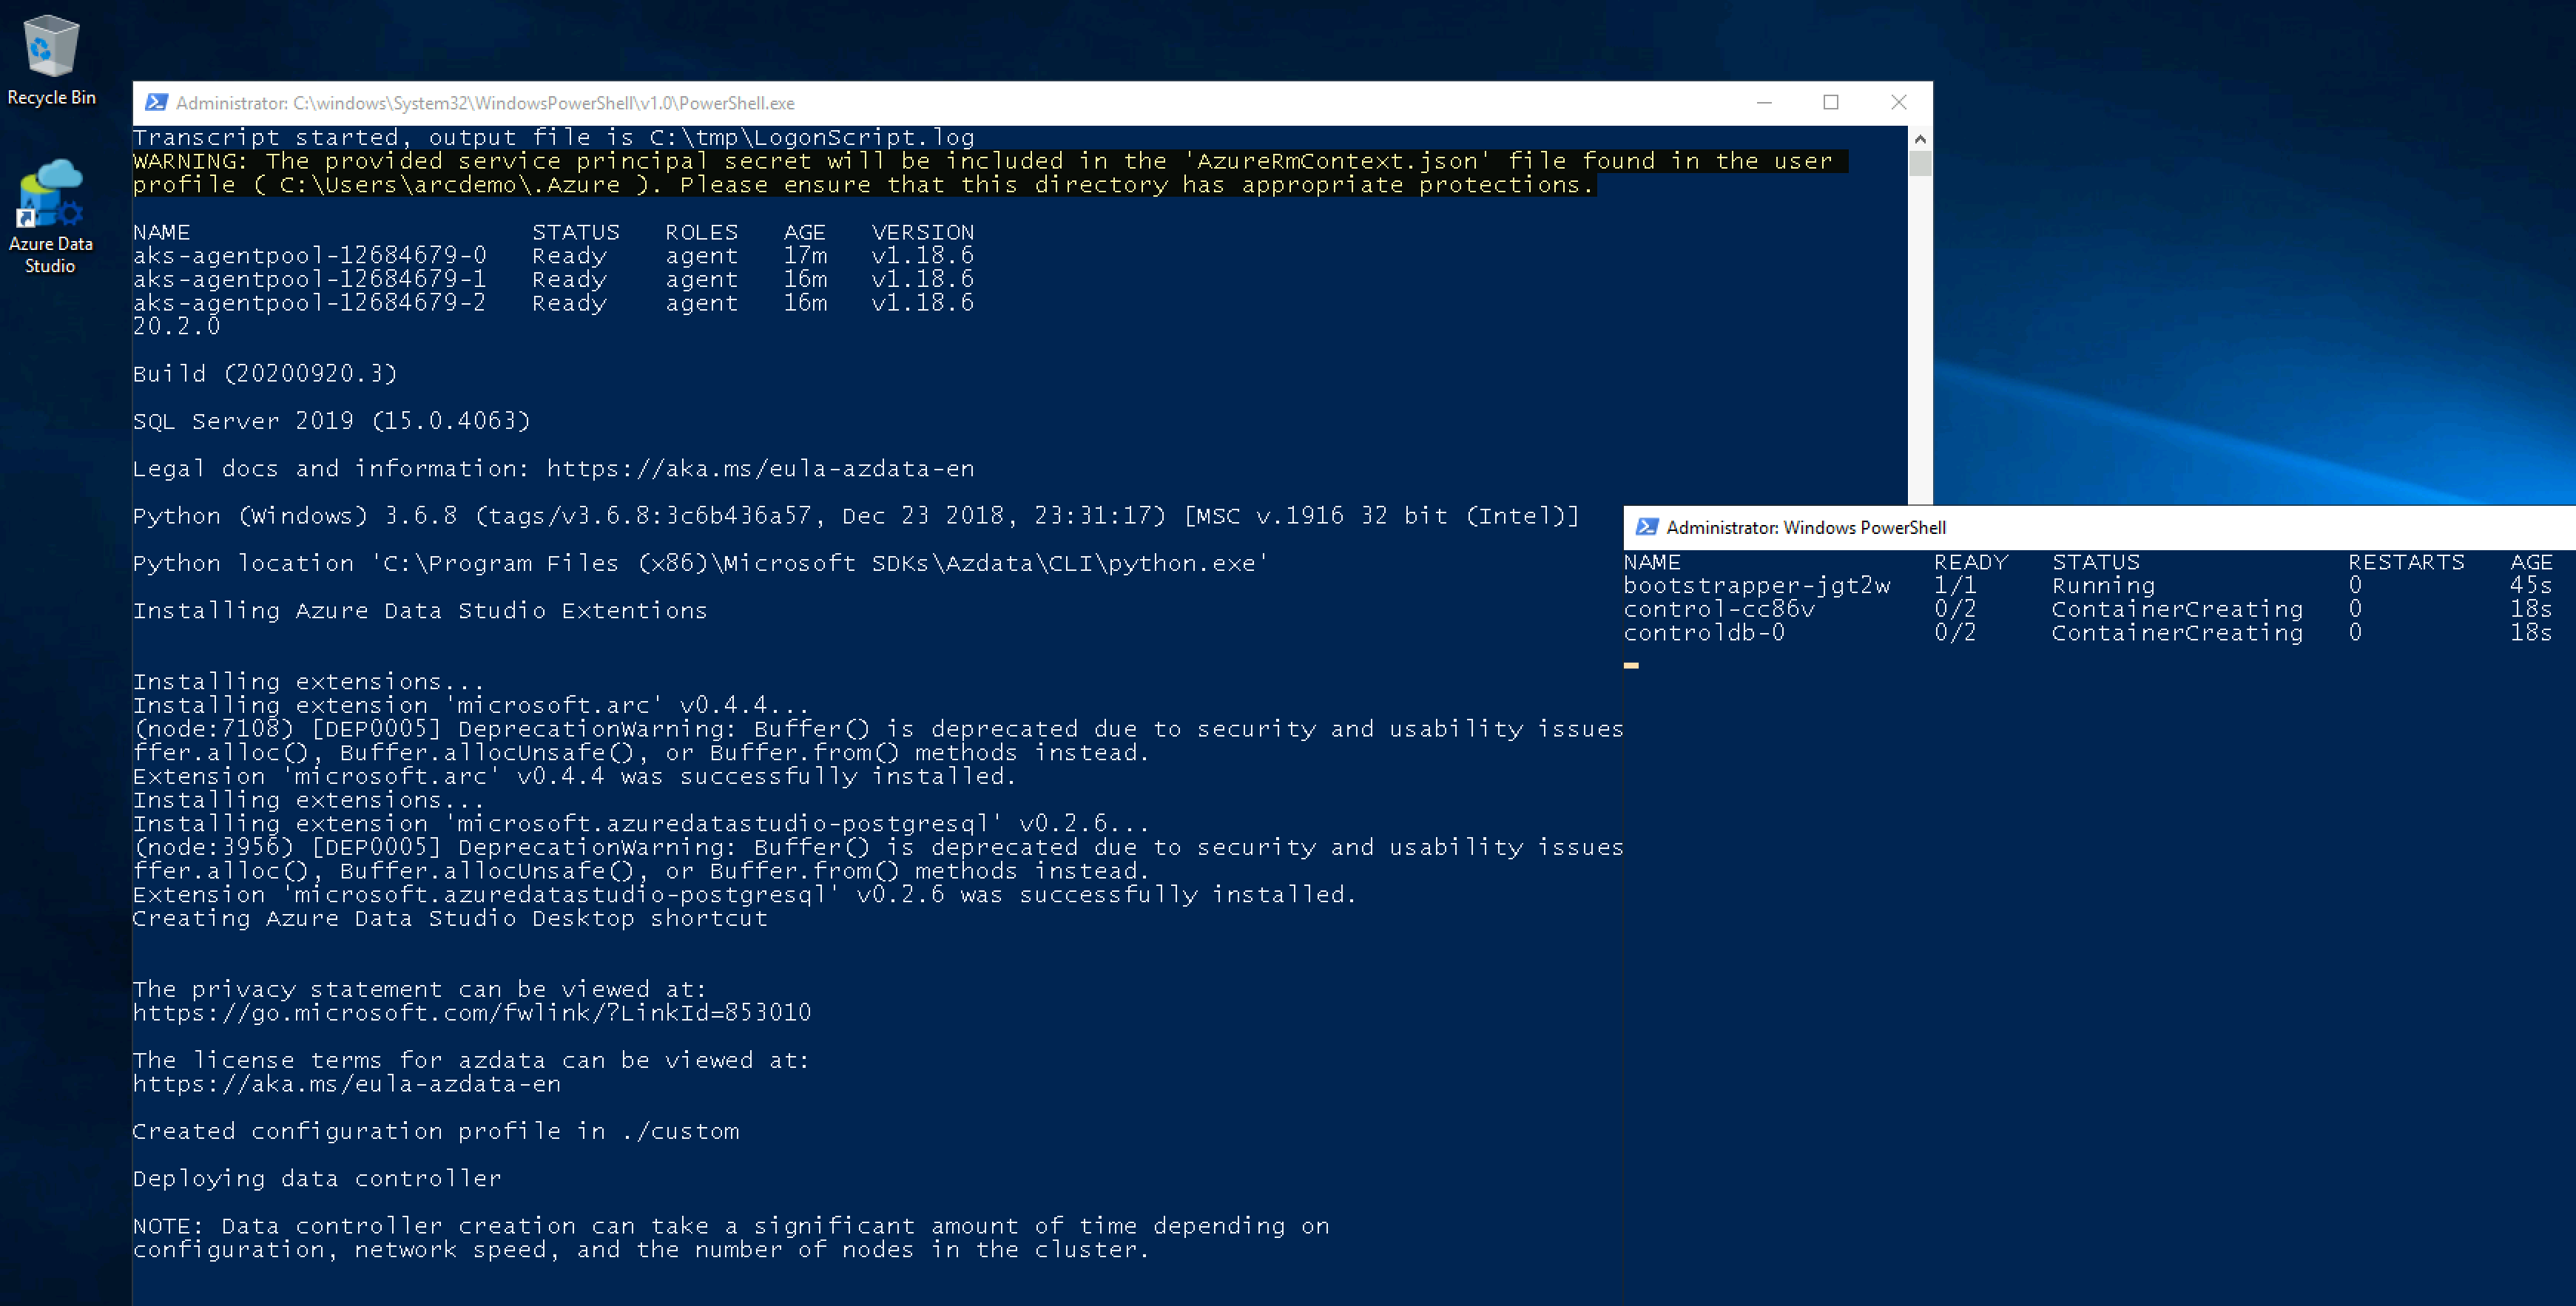 Recycle Bin
Azure Data
Studio
Administrator: C:\windows\System32\WindowsPowerShell\v1.0\PowerShell.exe
Transcript started, output file is C:\tmp\LogonScript.log
WARNING: The provided service principal secret will be included in the 'AzureRmContext.json' file found in the user
profile ( C:\Users\arcdemo\.Azure ). Please ensure that this directory has appropriate protections.
NAME STATUS ROLES AGE VERSION
aks-agentpool-12684679-0 Ready agent 17m v1.18.6
aks-agentpool-12684679-1 Ready agent 16m v1.18.6
aks-agentpool-12684679-2 Ready agent 16m v1.18.6
20.2.0
Build (20200920.3)
SQL Server 2019 (15.0.4063)
Legal docs and information: https://aka.ms/eula-azdata-en
Python (Windows) 3.6.8 (tags/v3.6.8:3c6b436a57, Dec 23 2018, 23:31:17) [MSC v.1916 32 bit (Intel)]
Python location 'C:\Program Files (x86)\Microsoft SDKs\Azdata\CLI\python.exe'
Installing Azure Data Studio Extentions
Installing extensions...
Installing extension 'microsoft.arc' v0.4.4...
(node:7108) [DEP0005] DeprecationWarning: Buffer() is deprecated due to security and usability issues
ffer.alloc(), Buffer.allocUnsafe(), or Buffer.from() methods instead.
Extension 'microsoft.arc' v0.4.4 was successfully installed.
Installing extensions...
Installing extension 'microsoft.azuredatastudio-postgresql' v0.2.6...
(node:3956) [DEP0005] DeprecationWarning: Buffer() is deprecated due to security and usability issues
ffer.alloc(), Buffer.allocUnsafe(), or Buffer.from() methods instead.
Extension 'microsoft.azuredatastudio-postgresql' v0.2.6 was successfully installed.
Creating Azure Data Studio Desktop shortcut
The privacy statement can be viewed at:
https://go.microsoft.com/fwlink/?LinkId=853010
The license terms for azdata can be viewed at:
https://aka.ms/eula-azdata-en
Created configuration profile in ./custom
Deploying data controller
NOTE: Data controller creation can take a significant amount of time depending on
configuration, network speed, and the number of nodes in the cluster.
Administrator: Windows PowerShell
NAME READY STATUS RESTARTS AGE
bootstrapper-jgt2w 1/1 Running 0 45s
control-cc86v 0/2 ContainerCreating 0 18s
controldb-0 0/2 ContainerCreating 0 18s